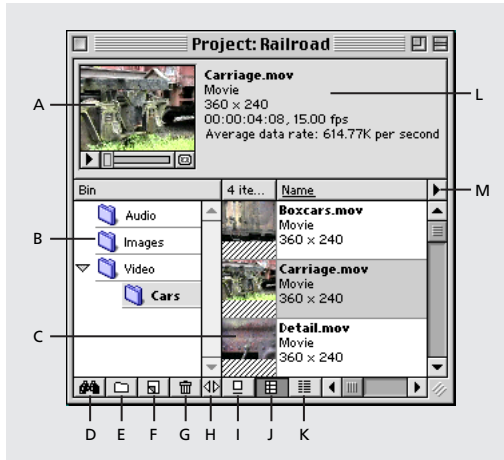 Project: Railroad
Carriage.mov
Movie
360 x 240
00:00:04:08, 15.00 fps
Average data rate: 614.77K per second
A
L
Bin
4 ite...
Name
M
Audio
Images
Video
Cars
B
Boxcars.mov
Movie
360 x 240
Carriage.mov
Movie
360 x 240
C
Detail.mov
Movie
360 x 240
D
E
F
G
H
I
J
K